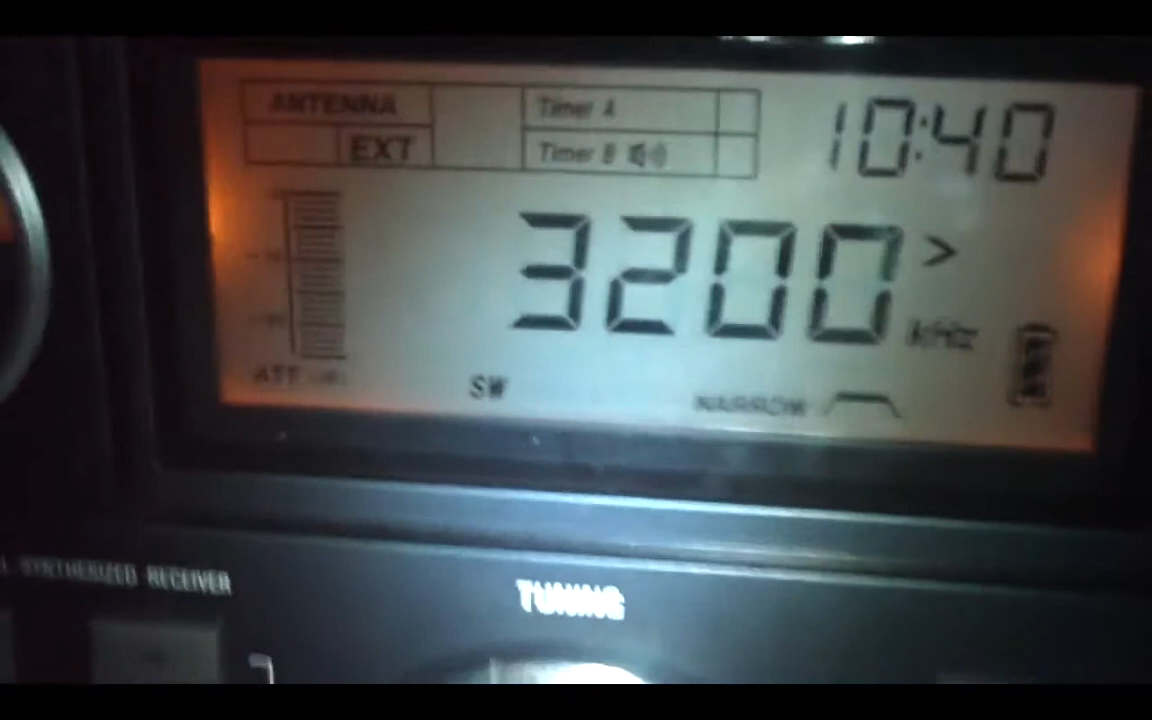 ANTENNA
EXT
Timer A
Timer B
10:40
3200 >
kHz
ATT
SW
NARROW
SYNTHESIZED RECEIVER
TUNING